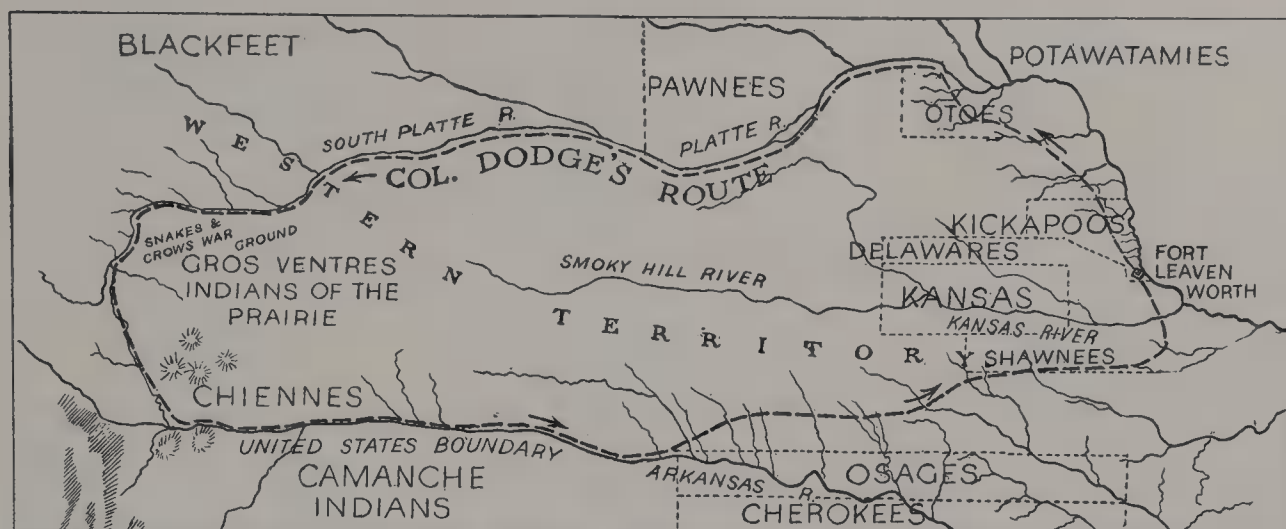 BLACKFEET
POTAWATAMIES
PAWNEES
OTOES
SOUTH PLATTE R.
PLATTE R.
COL. DODGE'S ROUTE
WESTERN TERRITORY
SNAKES &
CROWS WAR
GROUND
GROS VENTRES
INDIANS OF THE
PRAIRIE
KICKAPOOS
DELAWARES
FORT
LEAVEN
WORTH
SMOKY HILL RIVER
KANSAS
KANSAS RIVER
SHAWNEES
CHIENNES
UNITED STATES BOUNDARY
CAMANCHE
INDIANS
ARKANSAS R.
OSAGES
CHEROKEES